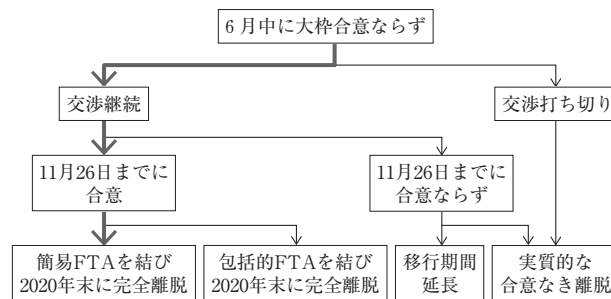 6月中に大枠合意ならず
交渉継続
交渉打ち切り
11月26日までに
合意
11月26日までに
合意ならず
簡易FTAを結び
2020年末に完全離脱
包括的FTAを結び
2020年末に完全離脱
移行期間
延長
実質的な
合意なき離脱